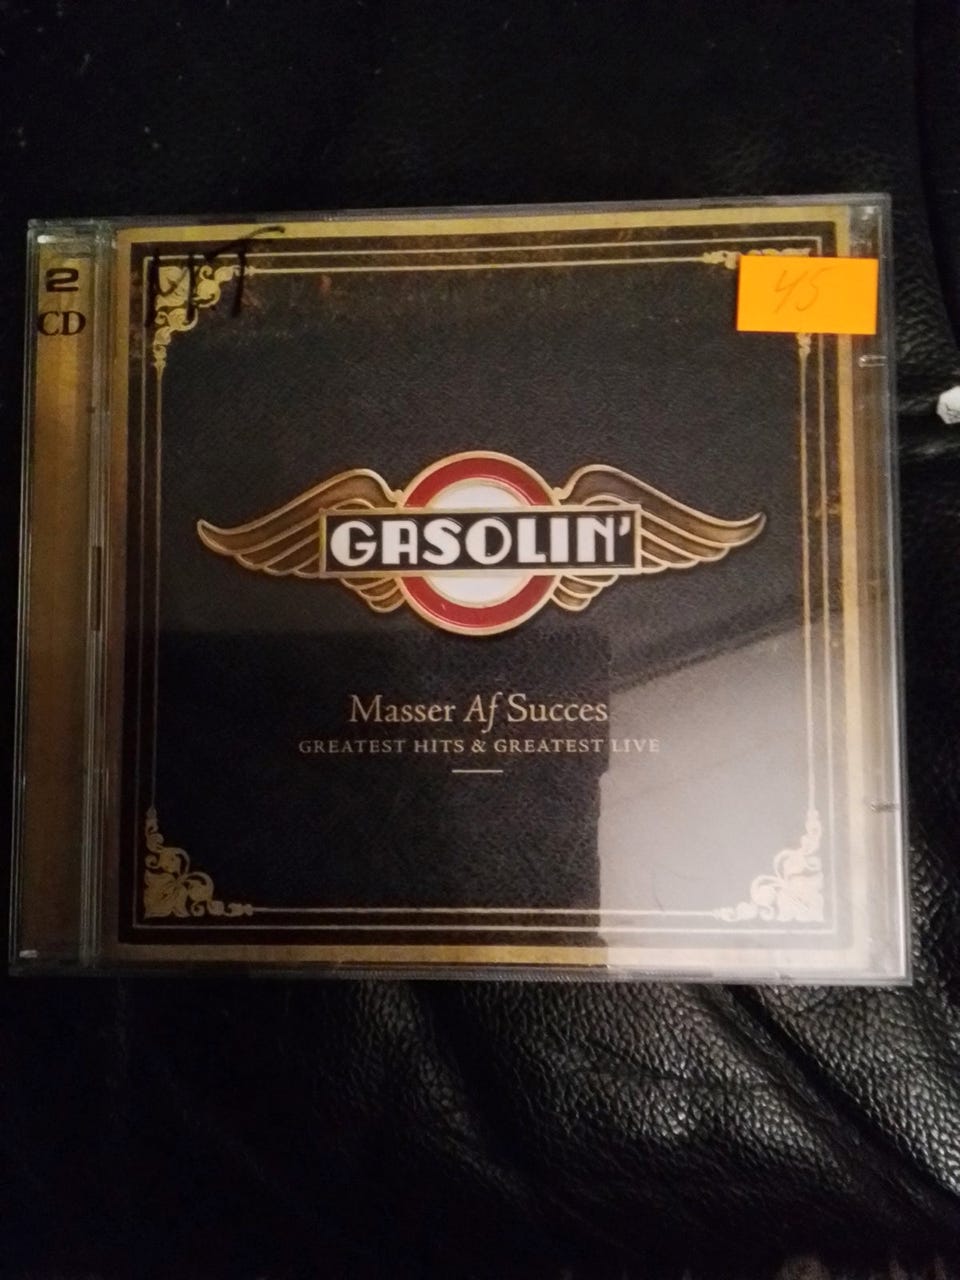 2
CD
45
GASOLIN'
Masser Af Succes
GREATEST HITS & GREATEST LIVE